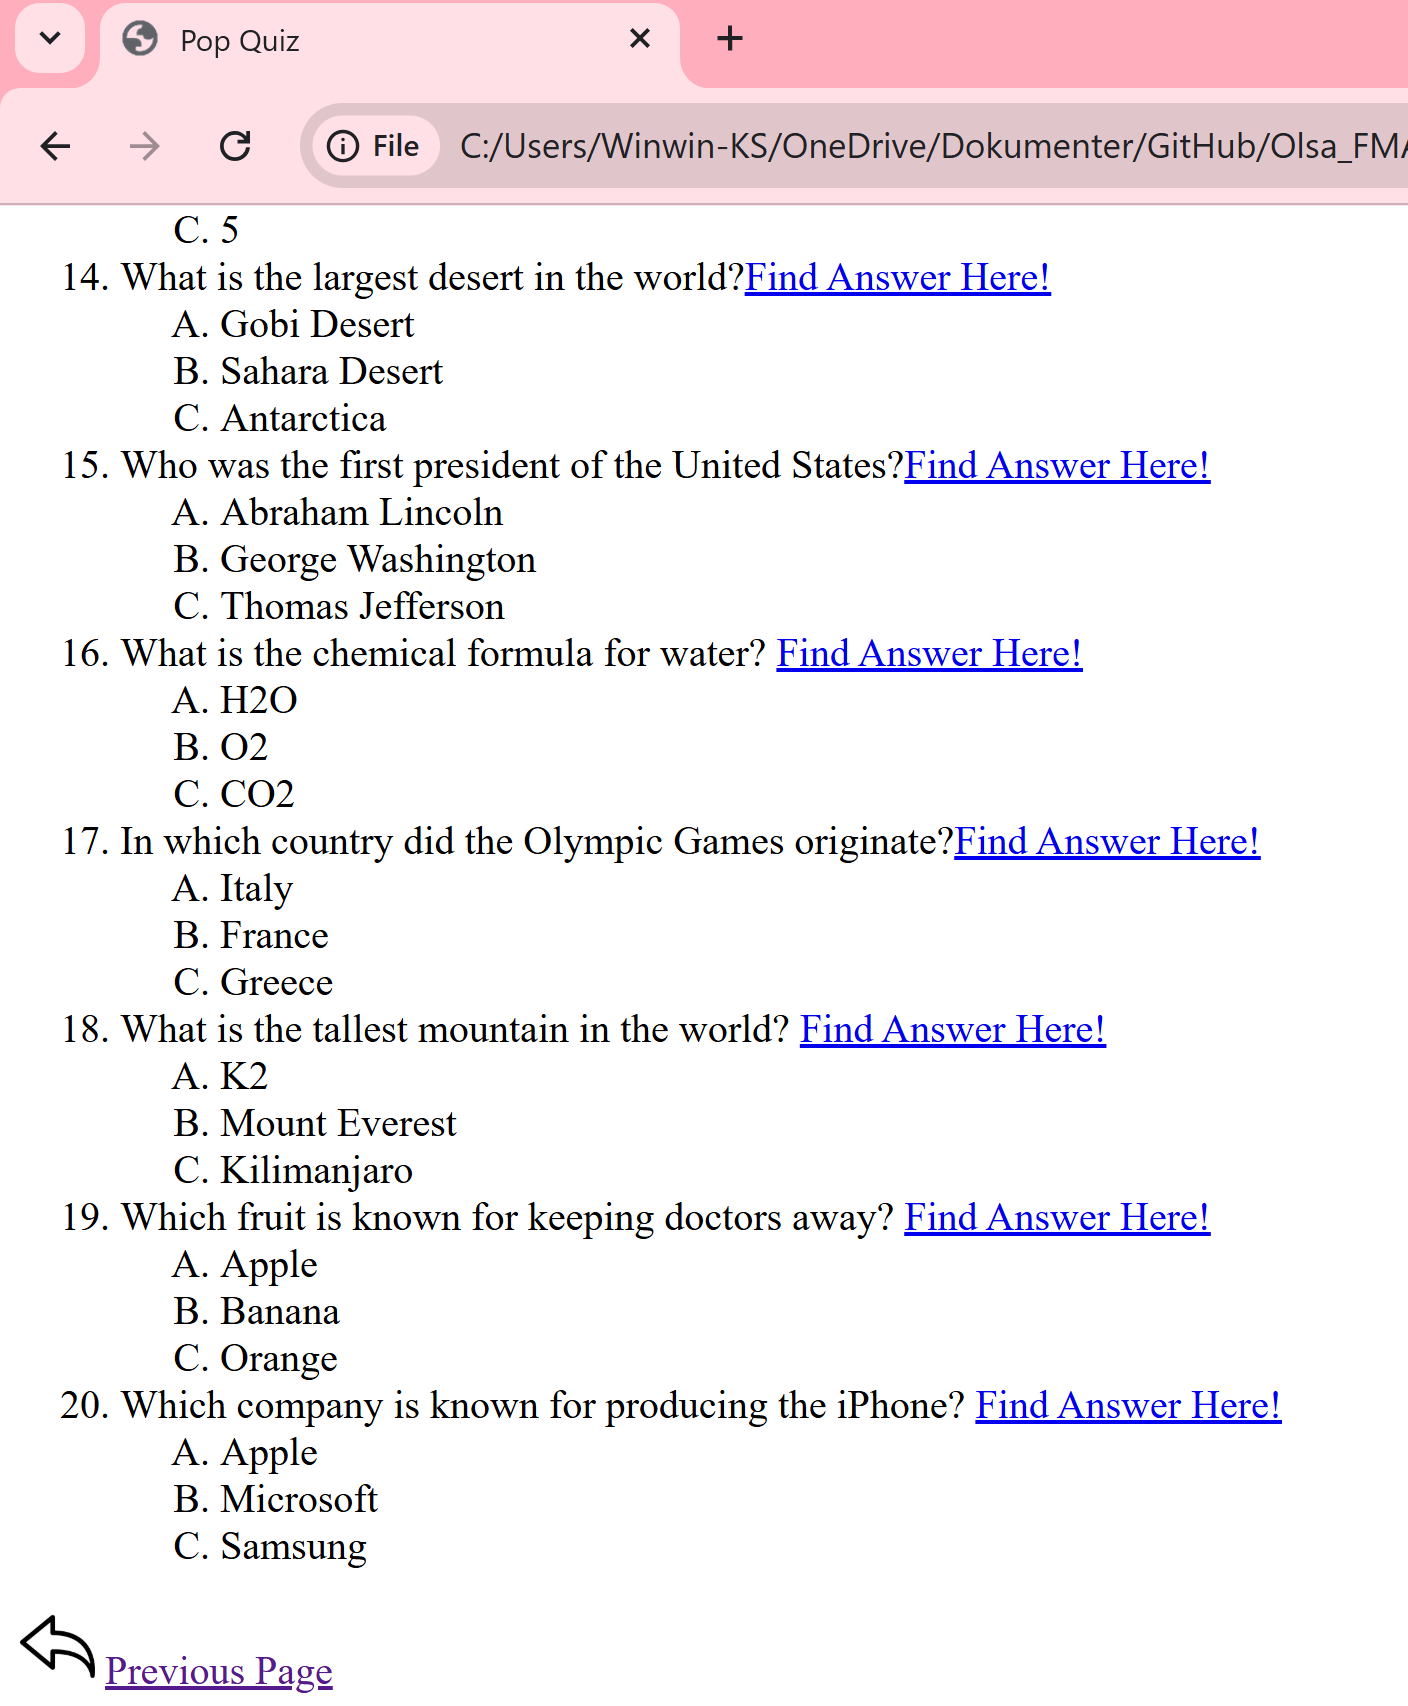 Pop Quiz
File C:/Users/Winwin-KS/OneDrive/Dokumenter/GitHub/Olsa_FM
C. 5
14. What is the largest desert in the world?Find Answer Here!
A. Gobi Desert
B. Sahara Desert
C. Antarctica
15. Who was the first president of the United States?Find Answer Here!
A. Abraham Lincoln
B. George Washington
C. Thomas Jefferson
16. What is the chemical formula for water? Find Answer Here!
A. H2O
B. O2
C. CO2
17. In which country did the Olympic Games originate?Find Answer Here!
A. Italy
B. France
C. Greece
18. What is the tallest mountain in the world? Find Answer Here!
A. K2
B. Mount Everest
C. Kilimanjaro
19. Which fruit is known for keeping doctors away? Find Answer Here!
A. Apple
B. Banana
C. Orange
20. Which company is known for producing the iPhone? Find Answer Here!
A. Apple
B. Microsoft
C. Samsung
Previous Page